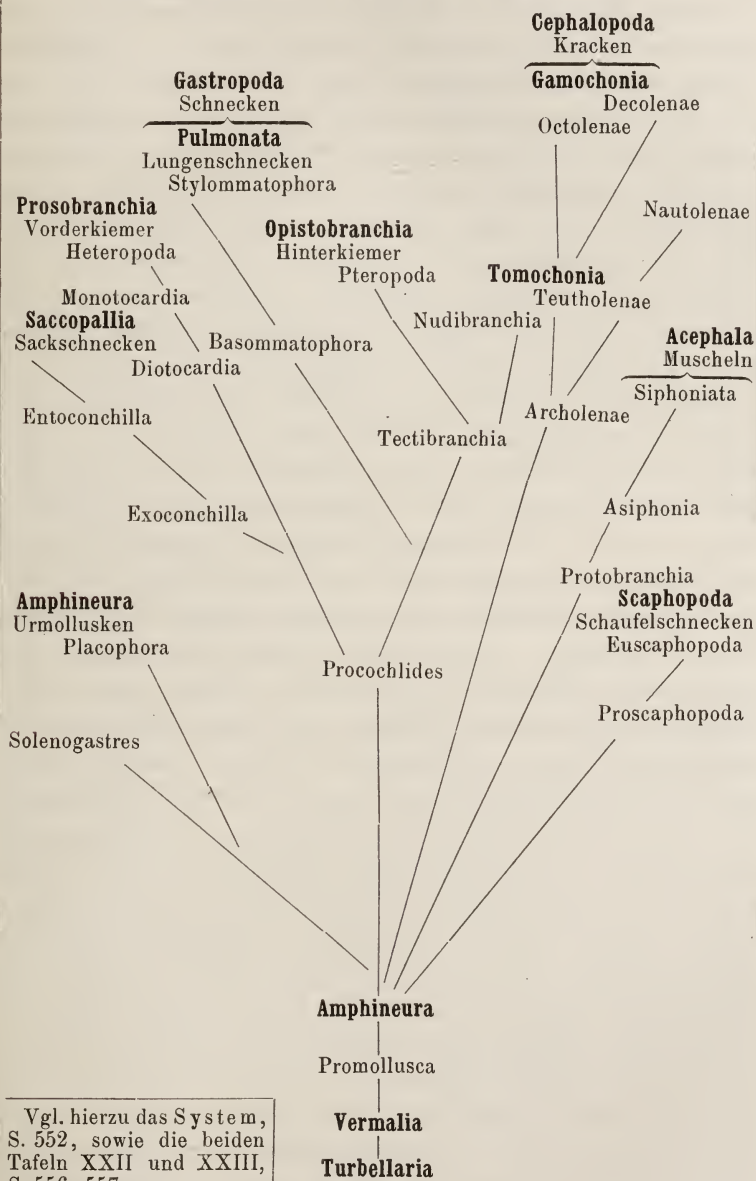 Cephalopoda
Kracken
Gamochonia
Decolenae
Octolenae
Gastropoda
Schnecken
Pulmonata
Lungenschnecken
Stylommatophora
Prosobranchia
Vorderkiemer
Heteropoda
Monotocardia
Saccopallia
Sackschnecken
Opistobranchia
Hinterkiemer
Pteropoda
Nautolenae
Tomochonia
Teutholenae
Nudibranchia
Basommatophora
Diotocardia
Acephala
Muscheln
Siphoniata
Entoconchilla
Tectibranchia
Archolenae
Exoconchilla
Asiphonia
Protobranchia
Scaphopoda
Schaufelschnecken
Euscaphopoda
Amphineura
Urmollusken
Placophora
Procochlides
Proscaphopoda
Solenogastres
Amphineura
Promollusca
Vermalia
Turbellaria
Vgl. hierzu das System,
S. 552, sowie die beiden
Tafeln XXII und XXIII,
S. 556, 557.